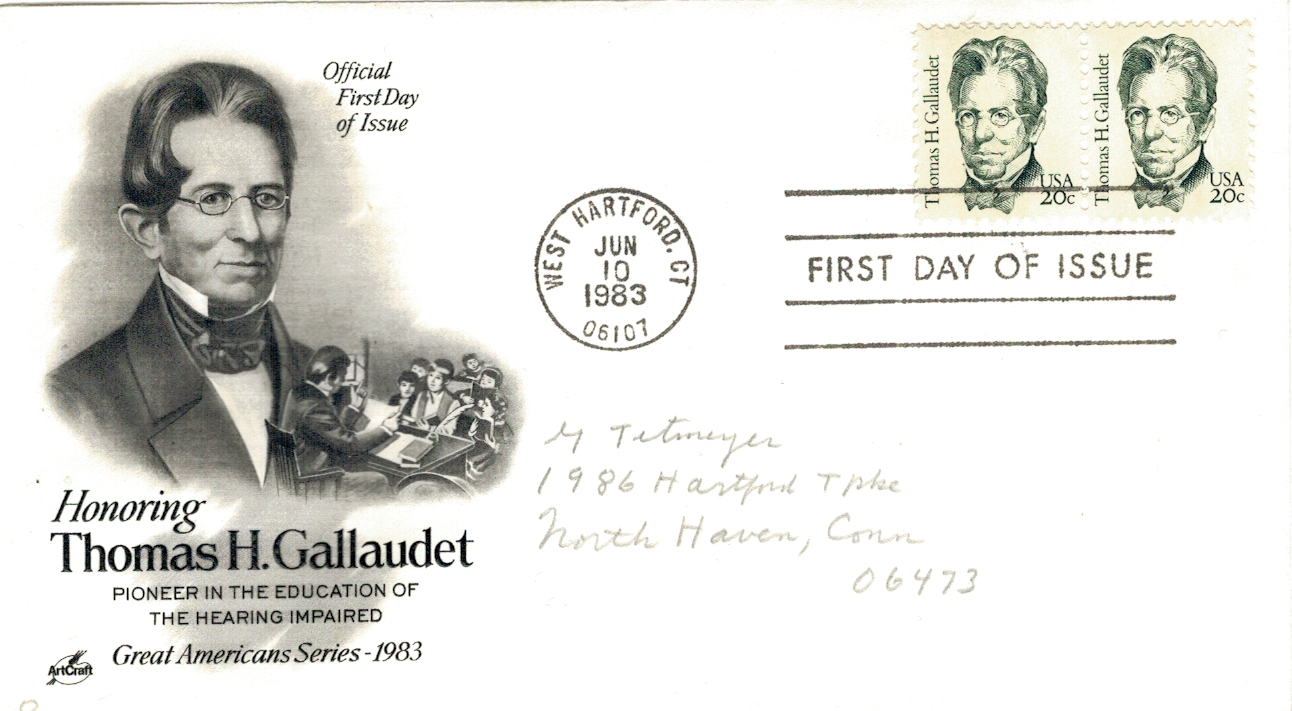 Official
First Day
of Issue
Thomas H. Gallaudet
USA
20c
Thomas H. Gallaudet
USA
20c
WEST HARTFORD, CT
JUN
10
1983
06107
FIRST DAY OF ISSUE
Tetmeyer
1986 Hartford Tpke
North Haven, Conn
06473
Honoring
Thomas H. Gallaudet
PIONEER IN THE EDUCATION OF
THE HEARING IMPAIRED
Great Americans Series - 1983
ArtCraft